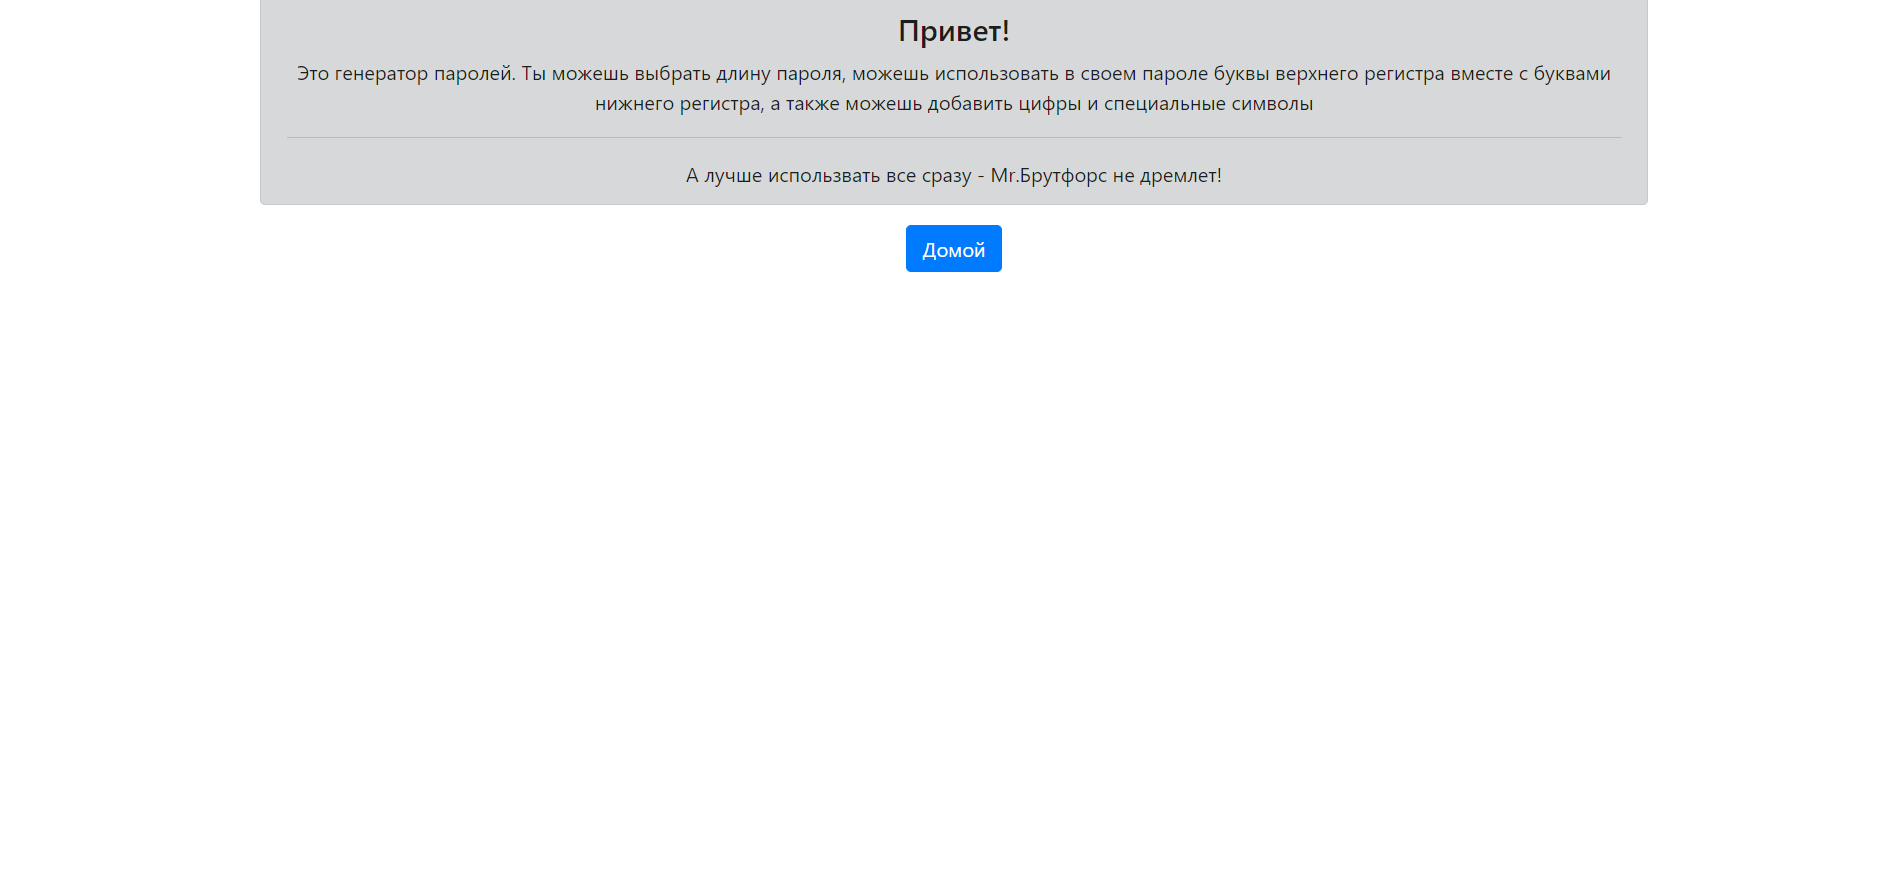 Привет!
Это генератор паролей. Ты можешь выбрать длину пароля, можешь использовать в своем пароле буквы верхнего регистра вместе с буквами
нижнего регистра, а также можешь добавить цифры и специальные символы
А лучше использвать все сразу - Mr.Брутфорс не дремлет!
Домой